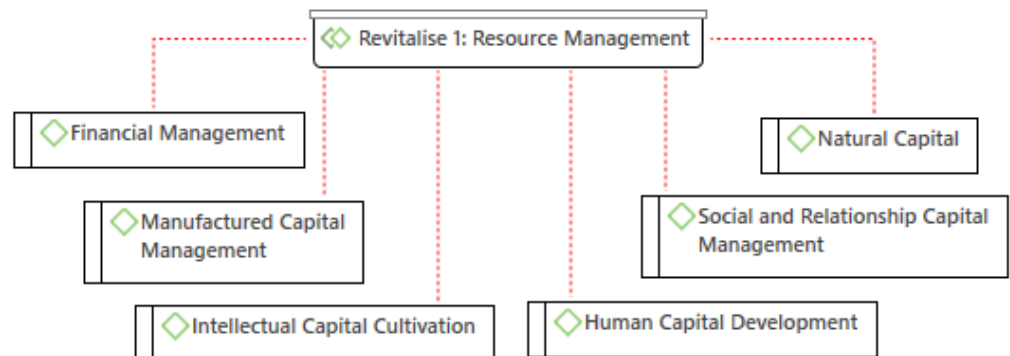 Revitalise 1: Resource Management
Financial Management
Natural Capital
Manufactured Capital
Management
Social and Relationship Capital
Management
Intellectual Capital Cultivation
Human Capital Development